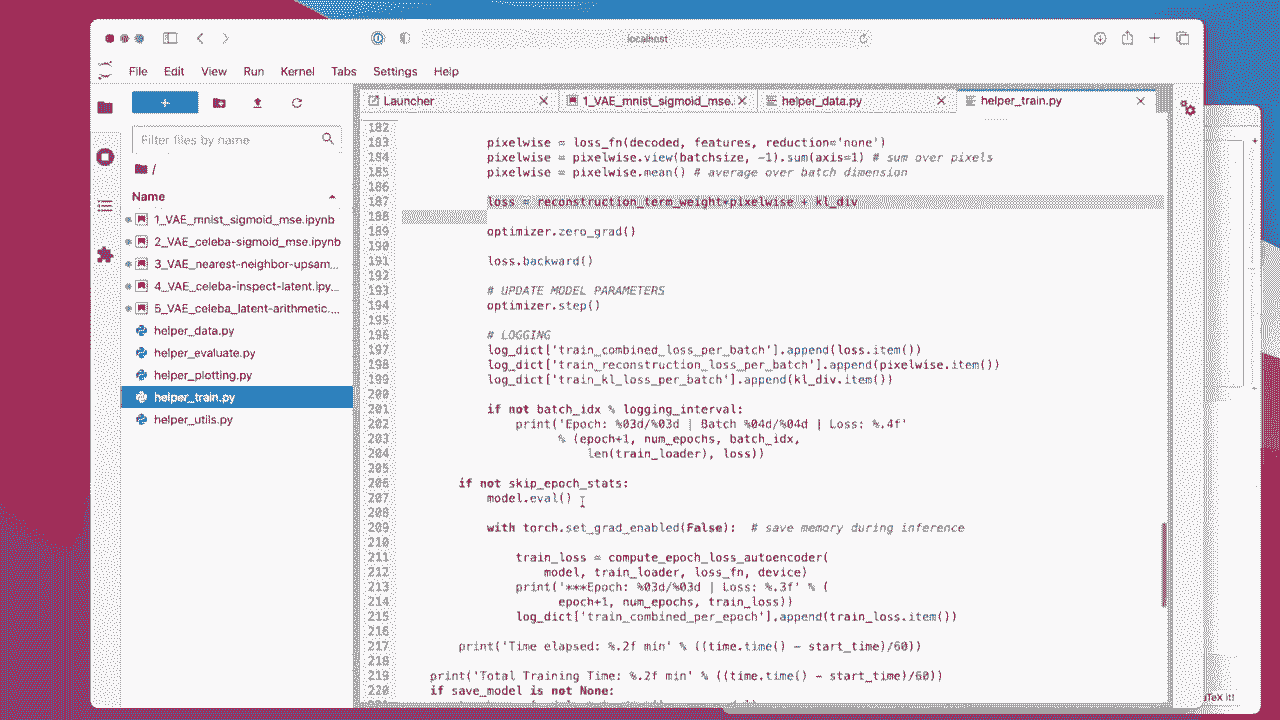 localhost
File Edit View Run Kernel Tabs Settings Help
+
Filter files by name
/
Name
1_VAE_mnist_sigmoid_mse.ipynb
2_VAE_celeba-sigmoid_mse.ipynb
3_VAE_nearest-neighbor-upsam...
4_VAE_celeba-inspect-latent.ipy...
5_VAE_celeba_latent-arithmetic....
helper_data.py
helper_evaluate.py
helper_plotting.py
helper_train.py
helper_utils.py
Launcher 1_VAE_mnist_sigmoid_mse. helper_data.py helper_train.py
182
183 pixelwise = loss_fn(decoded, features, reduction='none')
184 pixelwise = pixelwise.view(batchsize, -1).sum(axis=1) # sum over pixels
185 pixelwise = pixelwise.mean() # average over batch dimension
186
187 loss = reconstruction_term_weight*pixelwise + kl_div
188
189 optimizer.zero_grad()
190
191 loss.backward()
192
193 # UPDATE MODEL PARAMETERS
194 optimizer.step()
195
196 # LOGGING
197 log_dict['train_combined_loss_per_batch'].append(loss.item())
198 log_dict['train_reconstruction_loss_per_batch'].append(pixelwise.item())
199 log_dict['train_kl_loss_per_batch'].append(kl_div.item())
200
201 if not batch_idx % logging_interval:
202 print('Epoch: %03d/%03d | Batch %04d/%04d | Loss: %.4f'
203 % (epoch+1, num_epochs, batch_idx,
204 len(train_loader), loss))
205
206 if not skip_epoch_stats:
207 model.eval()
208
209 with torch.set_grad_enabled(False): # save memory during inference
210
211 train_loss = compute_epoch_loss_autoencoder(
212 model, train_loader, loss_fn, device)
213 print('***Epoch: %03d/%03d | Loss: %.3f' % (
214 epoch+1, num_epochs, train_loss))
215 log_dict['train_combined_per_epoch'].append(train_loss.item())
216
217 print('Time elapsed: %.2f min' % ((time.time() - start_time)/60))
218
219 print('Total Training Time: %.2f min' % ((time.time() - start_time)/60))
220 if save_model is not None:
TeX it!